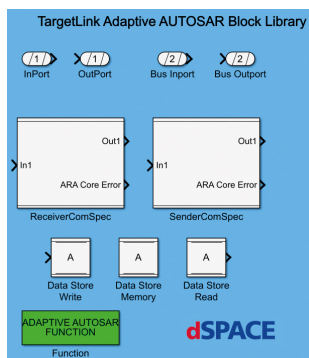 TargetLink Adaptive AUTOSAR Block Library
1
1
2
2
InPort
OutPort
Bus Inport
Bus Outport
In1
Out1
ARA Core Error
ReceiverComSpec
In1
Out1
ARA Core Error
SenderComSpec
A
A
A
Data Store
Write
Data Store
Memory
Data Store
Read
ADAPTIVE AUTOSAR
FUNCTION
Function
dSPACE